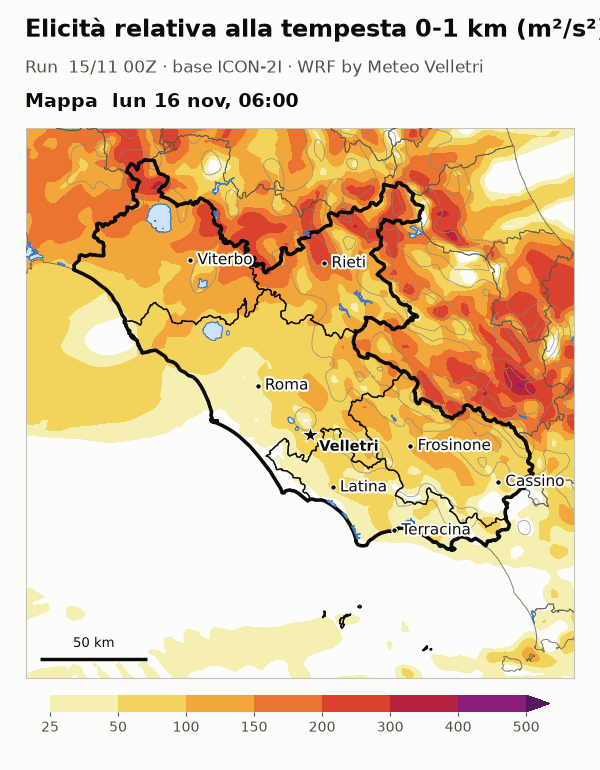 Elicità relativa alla tempesta 0-1 km (m²/s²)
Run 15/11 00Z · base ICON-2I · WRF by Meteo Velletri
Mappa lun 16 nov, 06:00
Viterbo
Rieti
Roma
Velletri
Frosinone
Cassino
Latina
Terracina
50 km
25 50 100 150 200 300 400 500